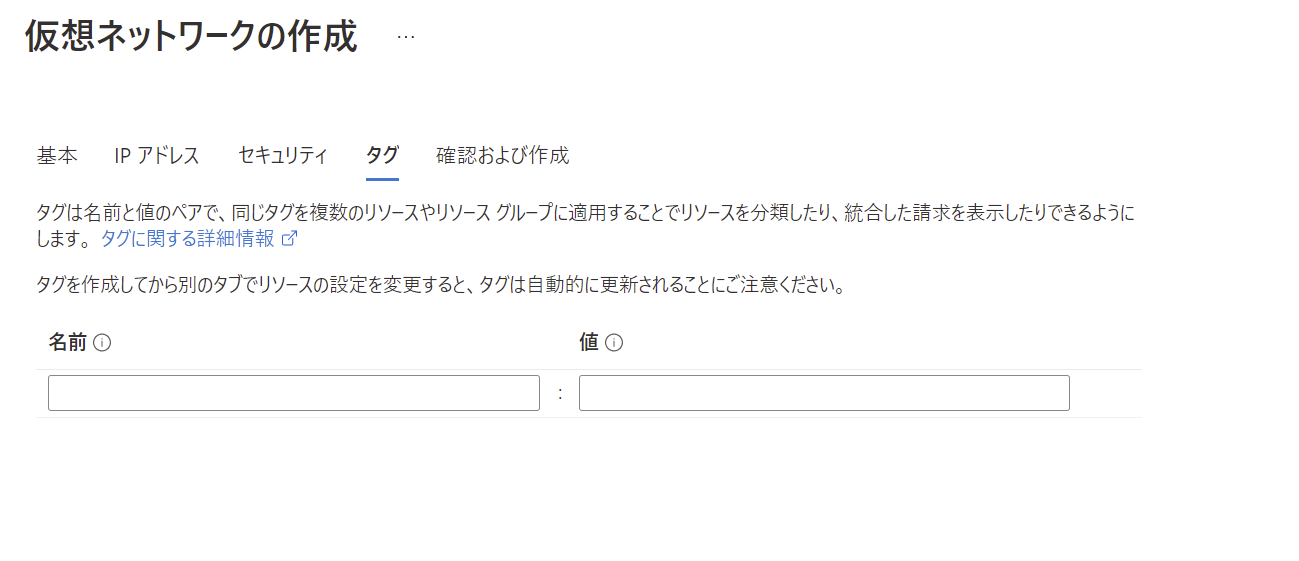 仮想ネットワークの作成 …
基本 IP アドレス セキュリティ タグ 確認および作成
タグは名前と値のペアで、同じタグを複数のリソースやリソース グループに適用することでリソースを分類したり、統合した請求を表示したりできるように
します。 タグに関する詳細情報
タグを作成してから別のタブでリソースの設定を変更すると、タグは自動的に更新されることにご注意ください。
名前 値
: